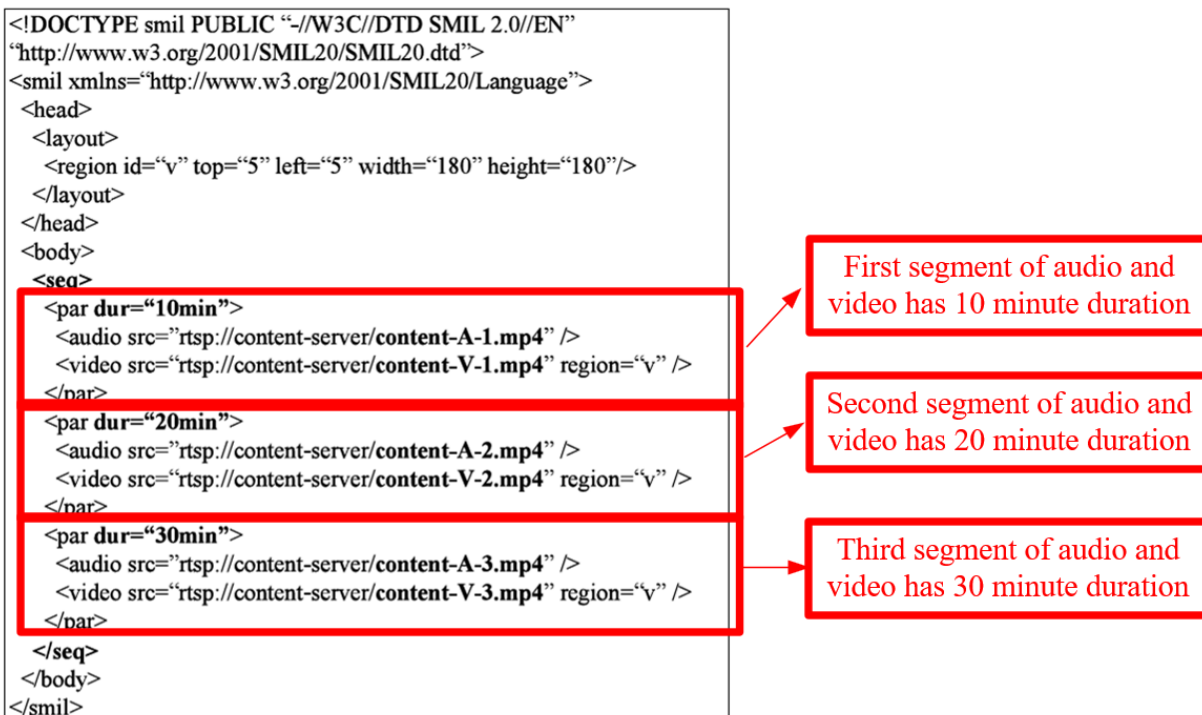 <!DOCTYPE smil PUBLIC “-//W3C//DTD SMIL 2.0//EN”
“http://www.w3.org/2001/SMIL20/SMIL20.dtd”>
<smil xmlns=“http://www.w3.org/2001/SMIL20/Language”>
<head>
<layout>
<region id=“v” top=“5” left=“5” width=“180” height=“180”/>
</layout>
</head>
<body>
<seq>
<par dur=“10min”>
<audio src=”rtsp://content-server/content-A-1.mp4” />
<video src=“rtsp://content-server/content-V-1.mp4” region=“v” />
</par>
<par dur=“20min”>
<audio src=”rtsp://content-server/content-A-2.mp4” />
<video src=“rtsp://content-server/content-V-2.mp4” region=“v” />
</par>
<par dur=“30min”>
<audio src=”rtsp://content-server/content-A-3.mp4” />
<video src=“rtsp://content-server/content-V-3.mp4” region=“v” />
</par>
</seq>
</body>
</smil>
First segment of audio and
video has 10 minute duration
Second segment of audio and
video has 20 minute duration
Third segment of audio and
video has 30 minute duration